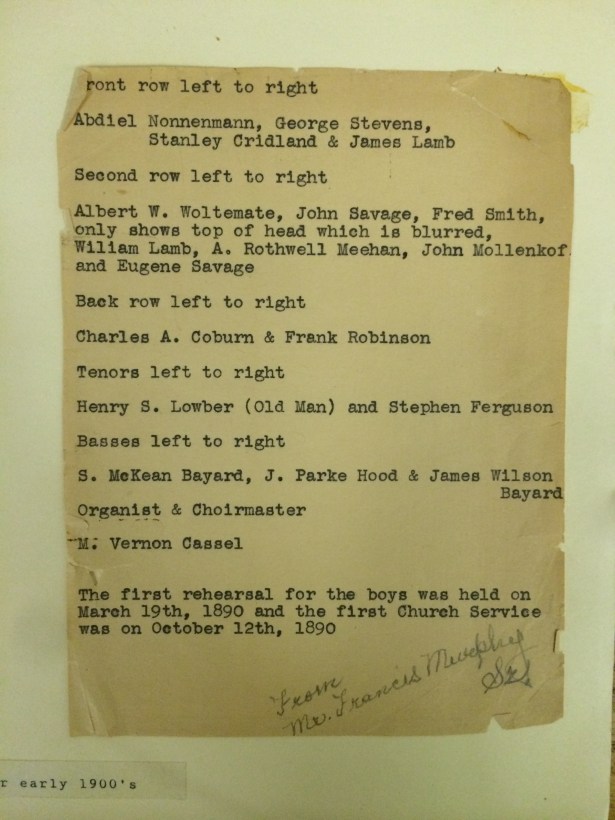 ront row left to right
Abdiel Nonnenmann, George Stevens,
Stanley Cridland & James Lamb
Second row left to right
Albert W. Woltemate, John Savage, Fred Smith,
only shows top of head which is blurred,
William Lamb, A. Rothwell Meehan, John Mollenkof
and Eugene Savage
Back row left to right
Charles A. Coburn & Frank Robinson
Tenors left to right
Henry S. Lowber (Old Man) and Stephen Ferguson
Basses left to right
S. McKean Bayard, J. Parke Hood & James Wilson
Bayard
Organist & Choirmaster
M. Vernon Cassel
The first rehearsal for the boys was held on
March 19th, 1890 and the first Church Service
was on October 12th, 1890
From
Mr. Francis Murphy
Sr.
r early 1900's